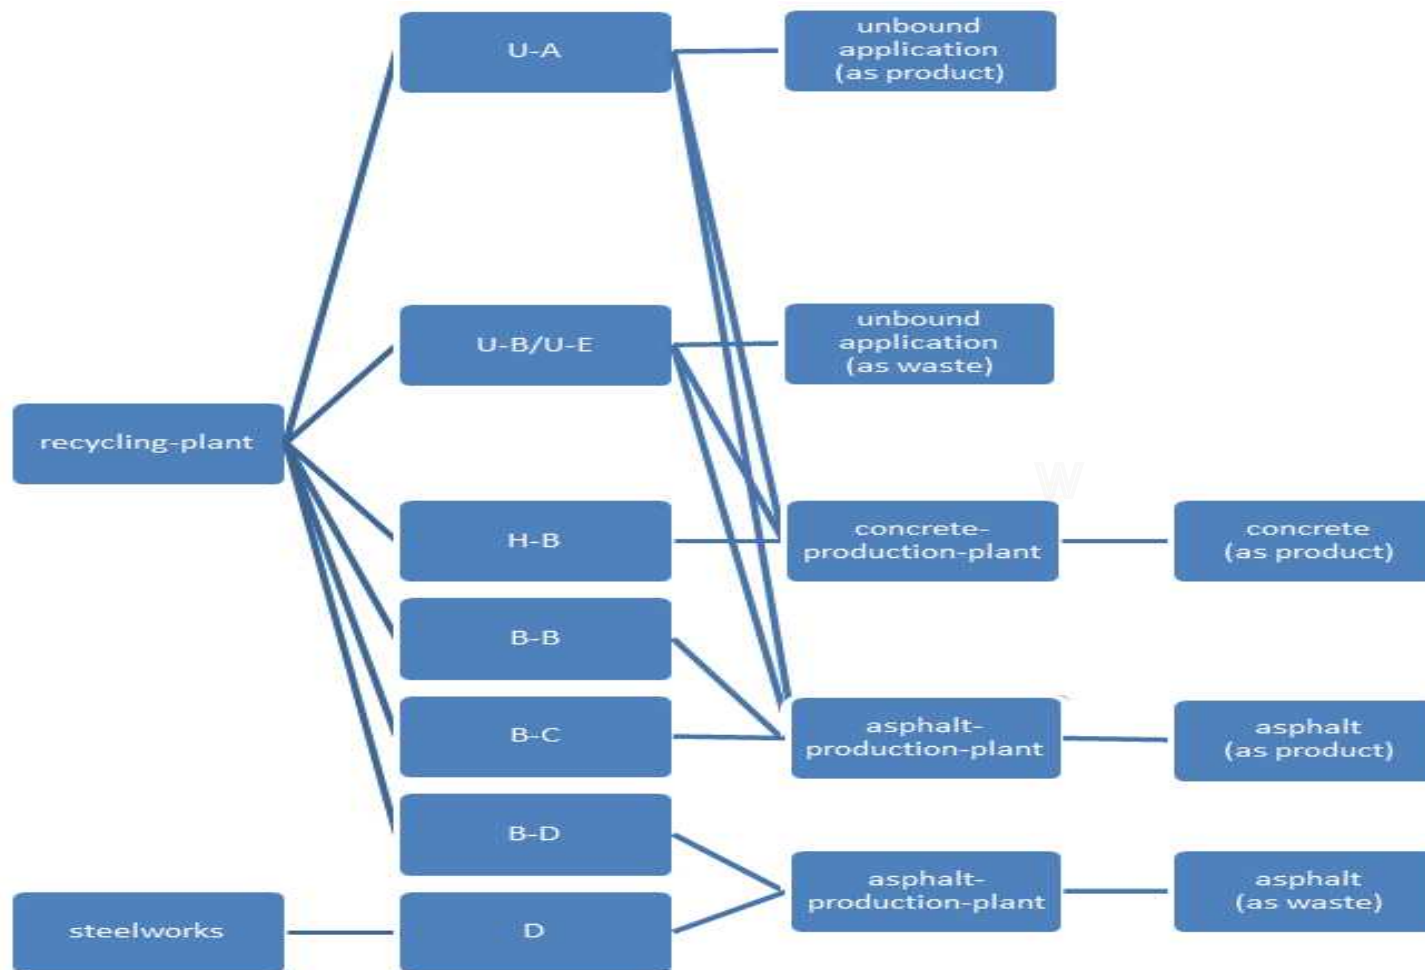 U-A
unbound
application
(as product)
U-B/U-E
unbound
application
(as waste)
recycling-plant
H-B
concrete-
production-plant
concrete
(as product)
B-B
B-C
asphalt-
production-plant
asphalt
(as product)
B-D
asphalt-
production-plant
asphalt
(as waste)
steelworks
D
W